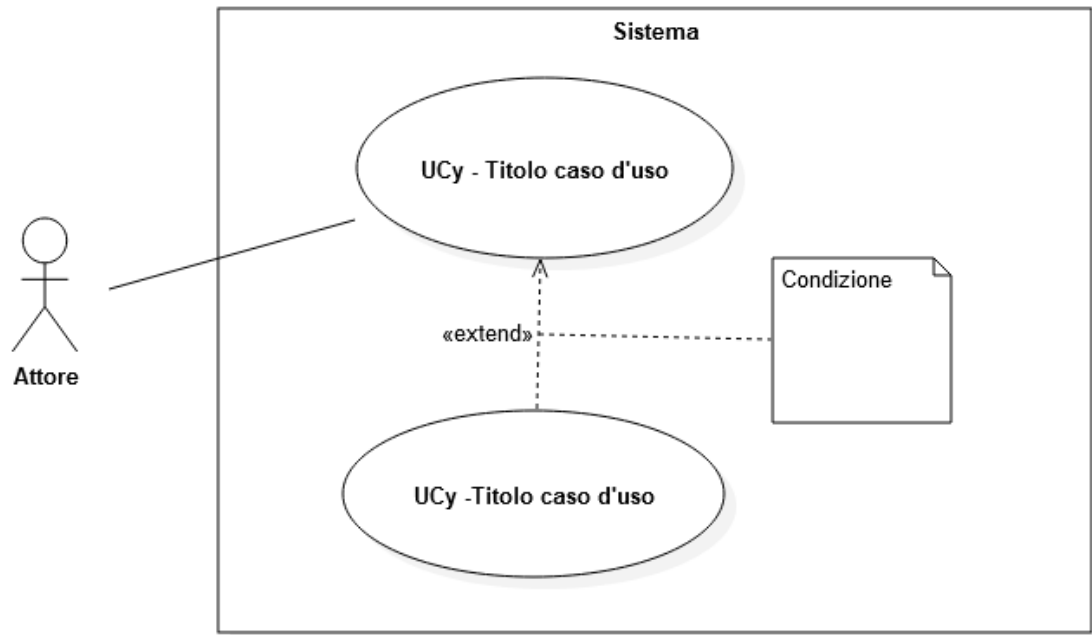 Sistema
UCy - Titolo caso d'uso
Condizione
«extend»
Attore
UCy -Titolo caso d'uso